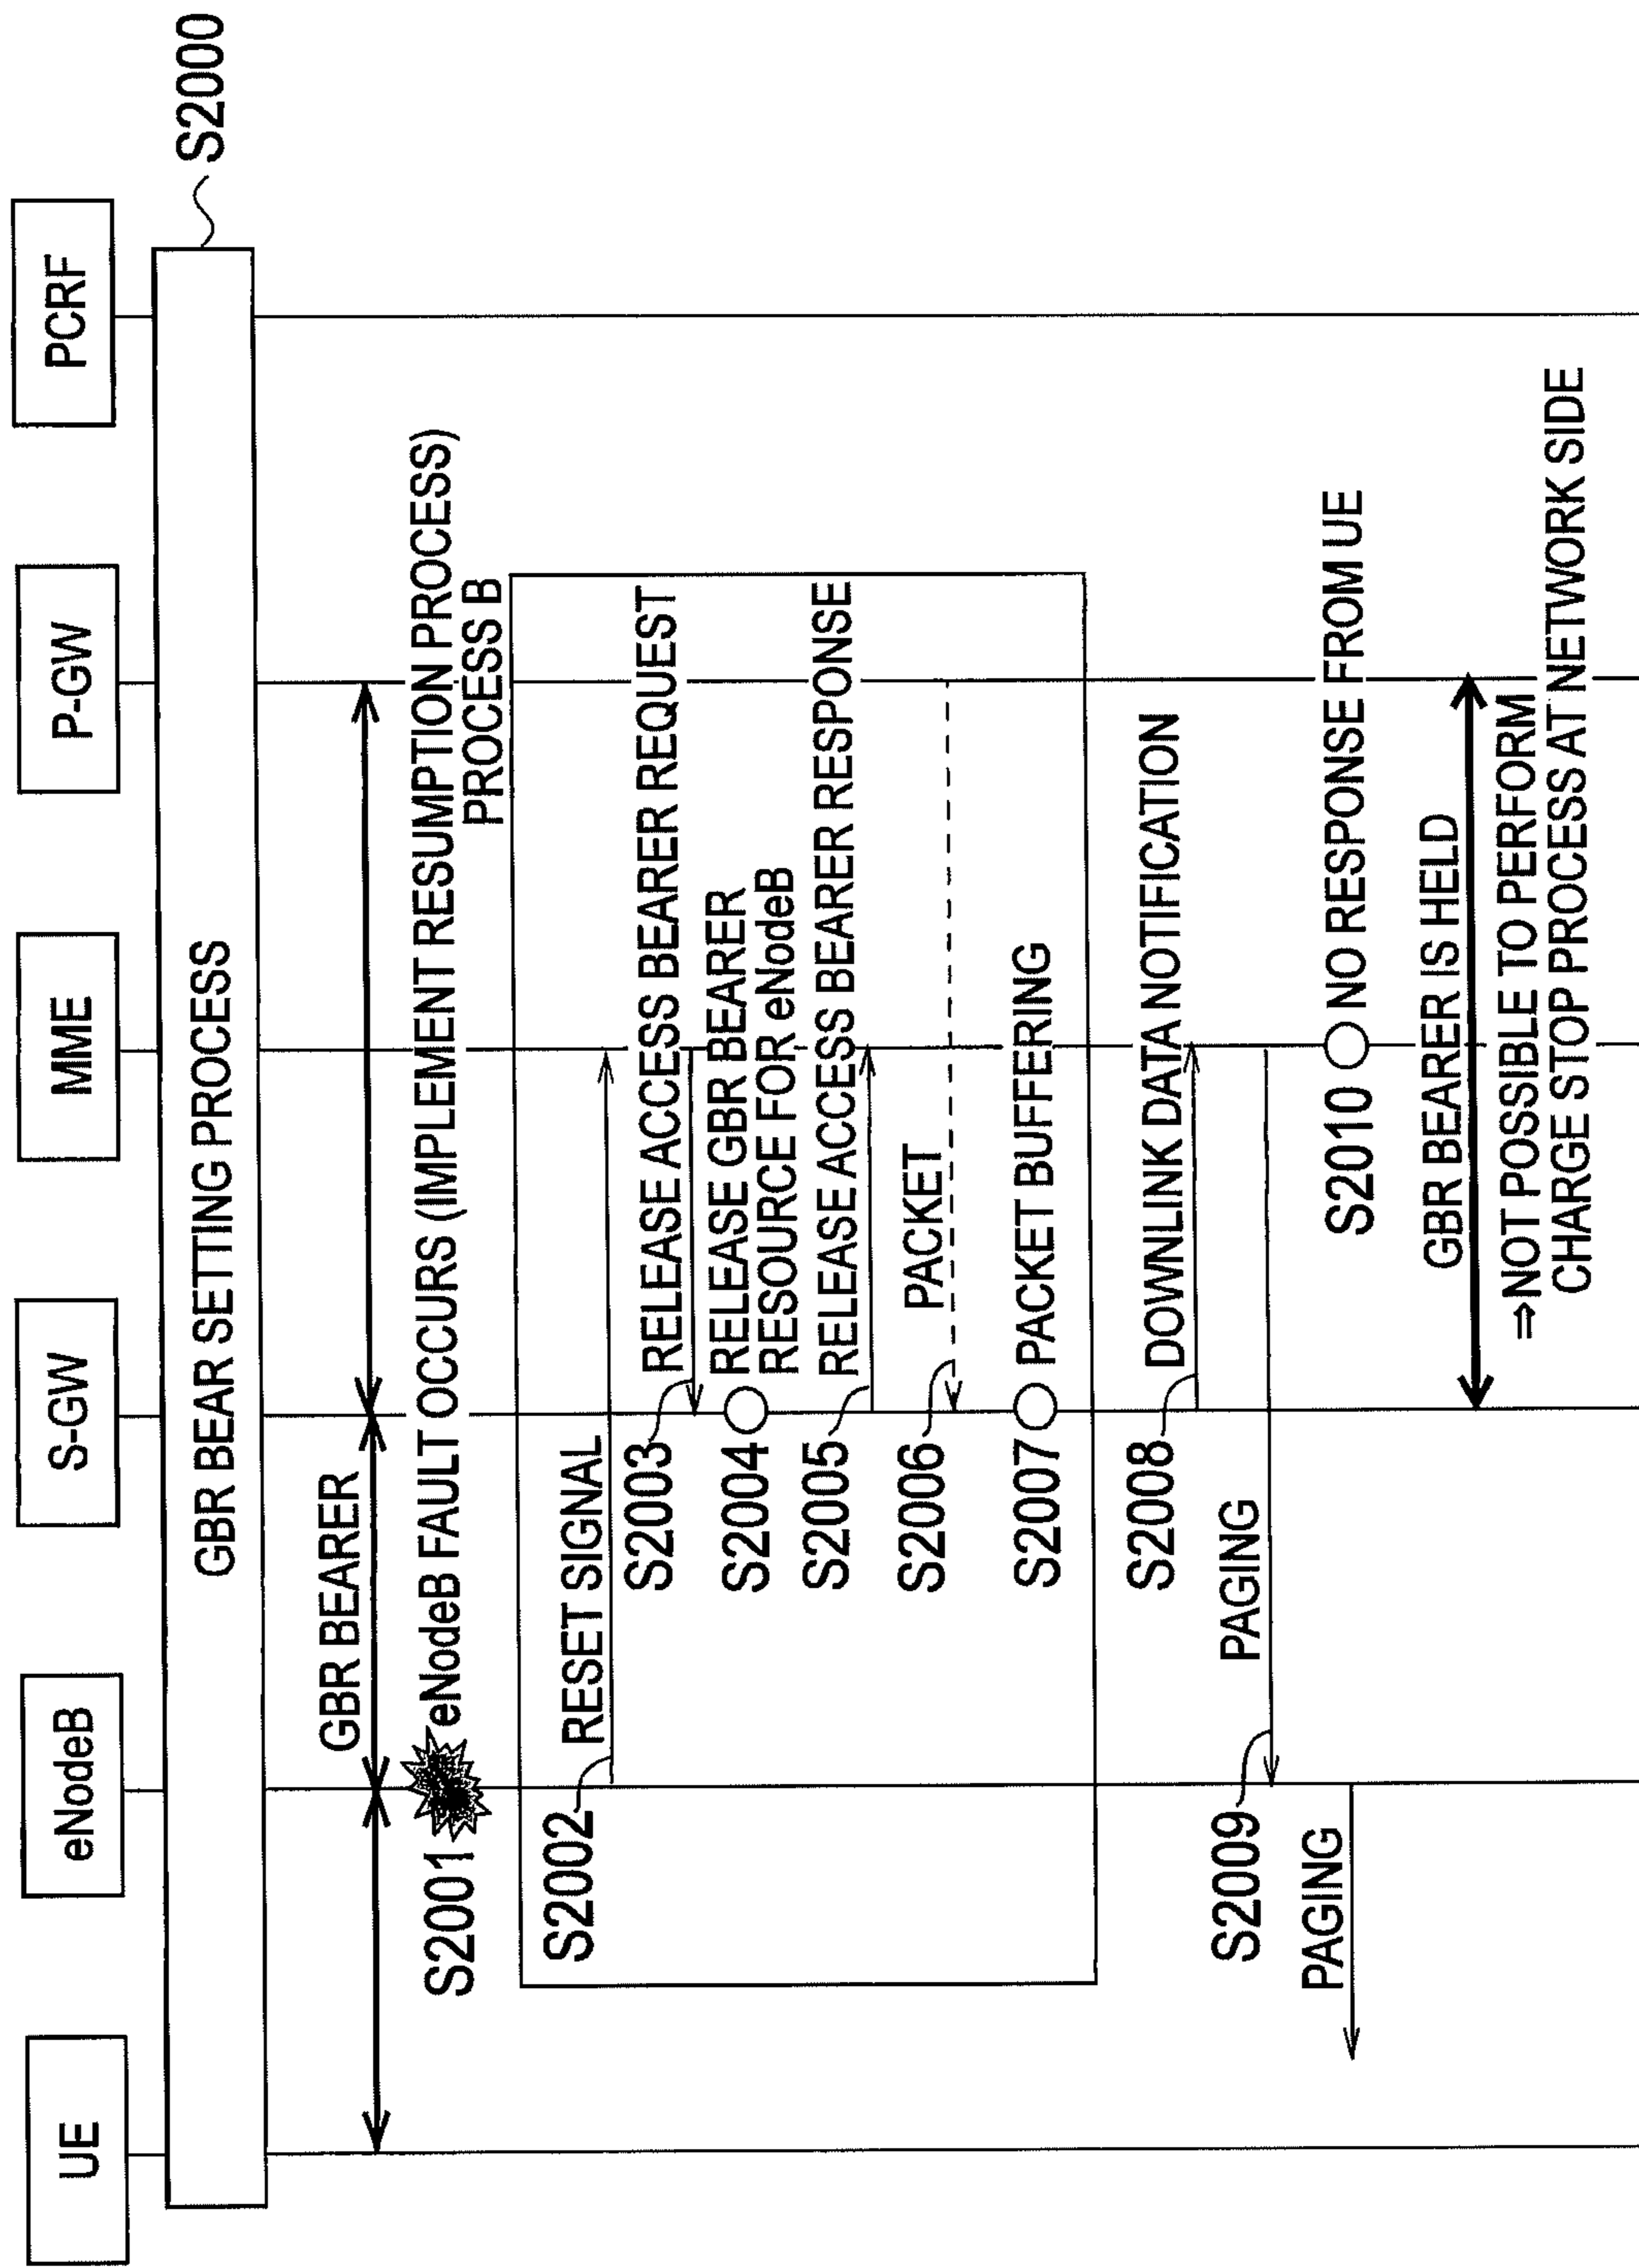 UE
eNodeB
S-GW
MME
P-GW
PCRF
GBR BEAR SETTING PROCESS
S2000
GBR BEARER
S2001
eNodeB FAULT OCCURS (IMPLEMENT RESUMPTION PROCESS)
PROCESS B
S2002
RESET SIGNAL
S2003
RELEASE ACCESS BEARER REQUEST
S2004
RELEASE GBR BEARER
RESOURCE FOR eNodeB
S2005
RELEASE ACCESS BEARER RESPONSE
S2006
PACKET
S2007
PACKET BUFFERING
S2008
DOWNLINK DATA NOTIFICATION
S2009
PAGING
PAGING
S2010
NO RESPONSE FROM UE
GBR BEARER IS HELD
⇒NOT POSSIBLE TO PERFORM
CHARGE STOP PROCESS AT NETWORK SIDE